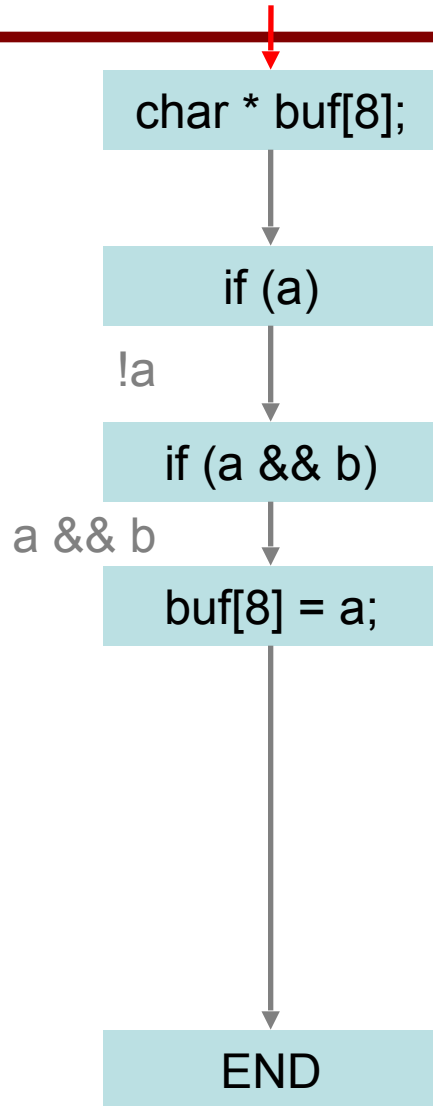 char * buf[8];
if (a)
!a
if (a && b)
a && b
buf[8] = a;
END